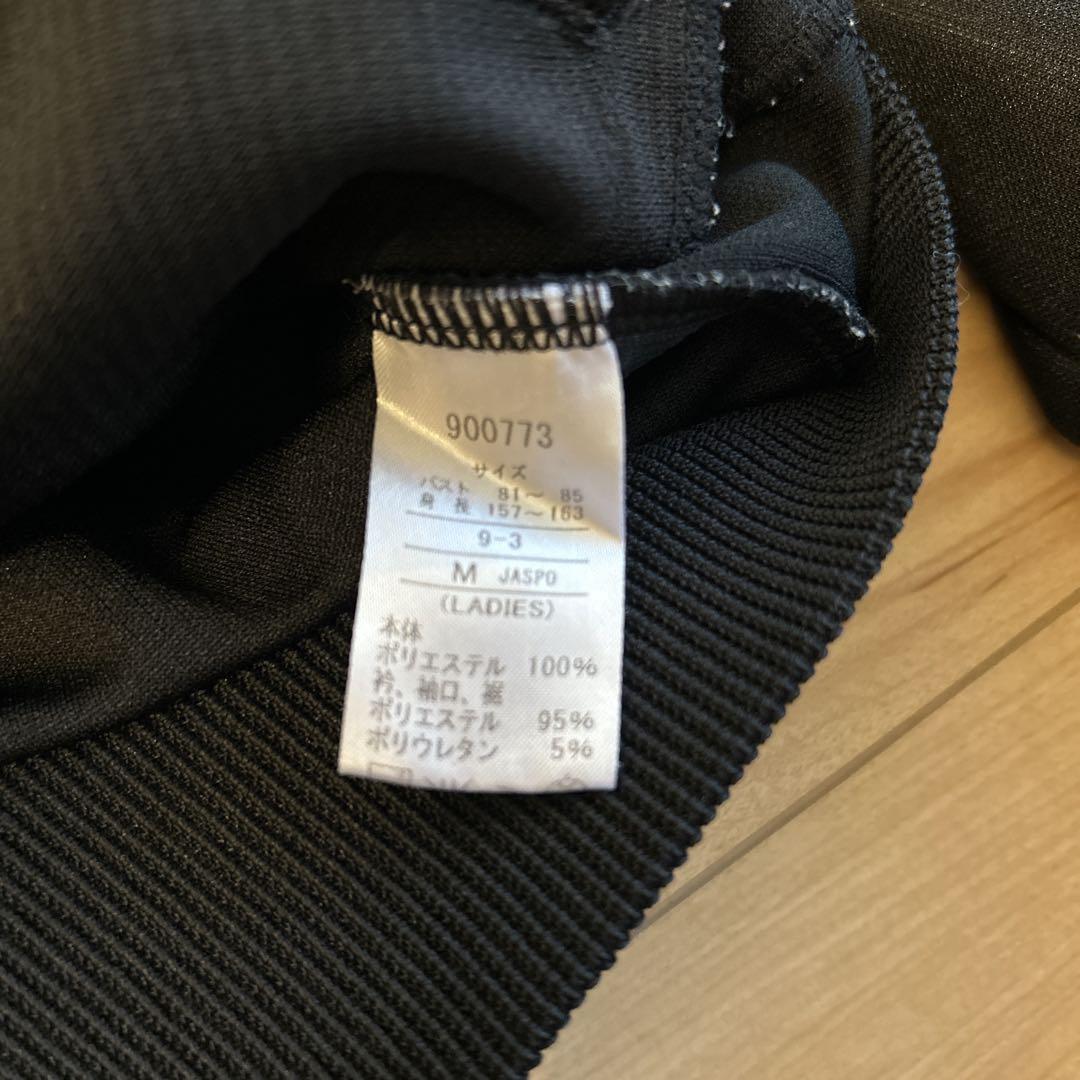 900773
サイズ
バスト 81～ 85
身長 157～163
9-3
M JASPO
(LADIES)
本体
ポリエステル 100%
衿、袖口、裾
ポリエステル 95%
ポリウレタン 5%